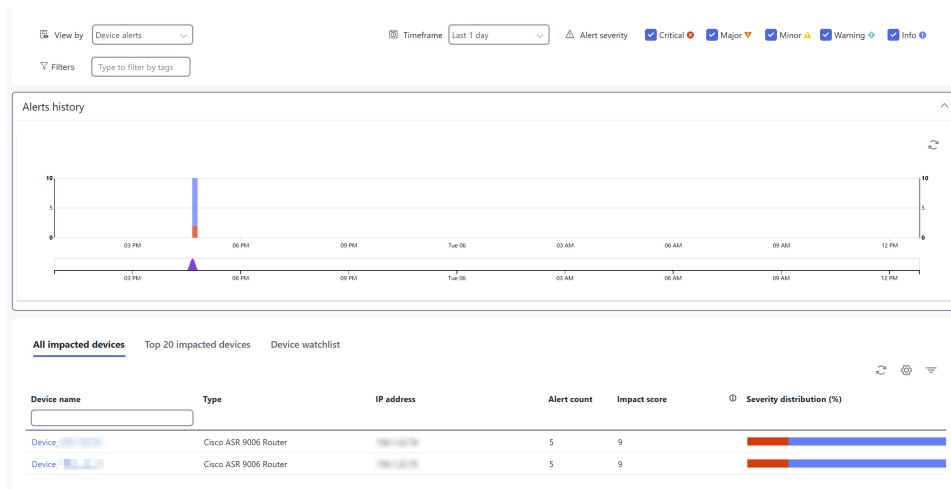 View by
Device alerts
Timeframe
Last 1 day
Alert severity
Critical
Major
Minor
Warning
Info
Filters
Type to filter by tags
Alerts history
10
10
5
5
0
0
03 PM
06 PM
09 PM
Tue 06
03 AM
06 AM
09 AM
12 PM
03 PM
06 PM
09 PM
Tue 06
03 AM
06 AM
09 AM
12 PM
All impacted devices
Top 20 impacted devices
Device watchlist
Device name
Type
IP address
Alert count
Impact score
Severity distribution (%)
Device
Cisco ASR 9006 Router
5
9
Device
Cisco ASR 9006 Router
5
9